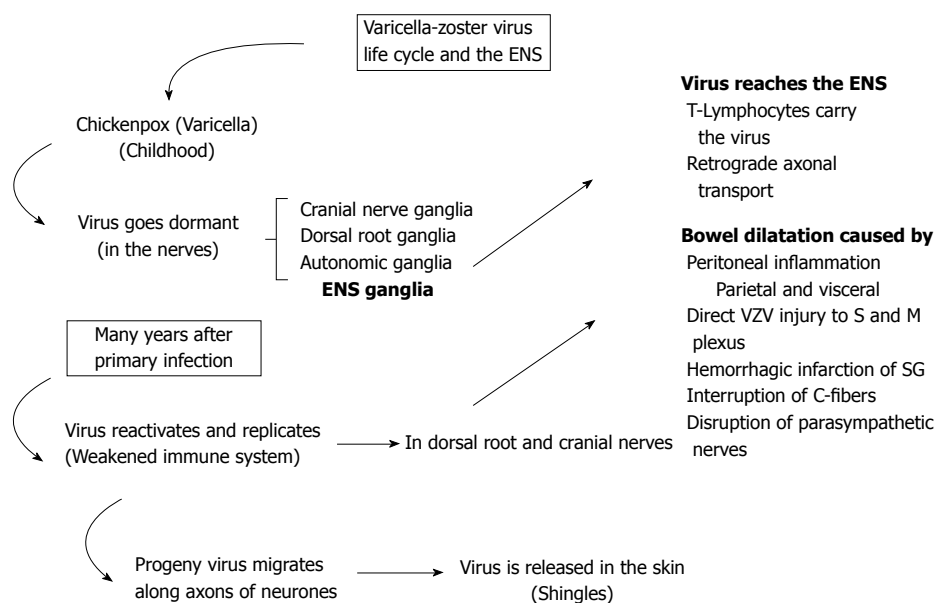 Varicella-zoster virus
life cycle and the ENS
Chickenpox (Varicella)
(Childhood)
Virus goes dormant
(in the nerves)
Cranial nerve ganglia
Dorsal root ganglia
Autonomic ganglia
ENS ganglia
Virus reaches the ENS
T-Lymphocytes carry
the virus
Retrograde axonal
transport
Bowel dilatation caused by
Peritoneal inflammation
Parietal and visceral
Direct VZV injury to S and M
plexus
Hemorrhagic infarction of SG
Interruption of C-fibers
Disruption of parasympathetic
nerves
Many years after
primary infection
Virus reactivates and replicates
(Weakened immune system)
In dorsal root and cranial nerves
Progeny virus migrates
along axons of neurones
Virus is released in the skin
(Shingles)